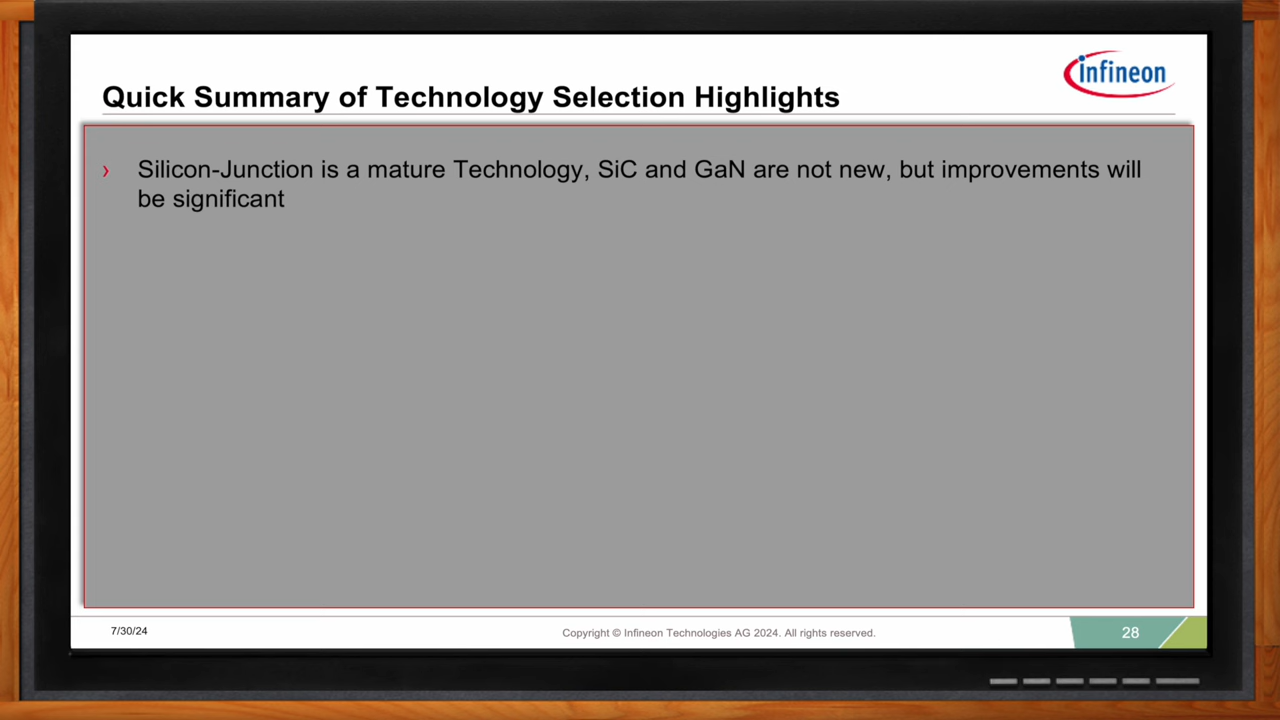 infineon
Quick Summary of Technology Selection Highlights
› Silicon-Junction is a mature Technology, SiC and GaN are not new, but improvements will
be significant
7/30/24
Copyright © Infineon Technologies AG 2024. All rights reserved.
28